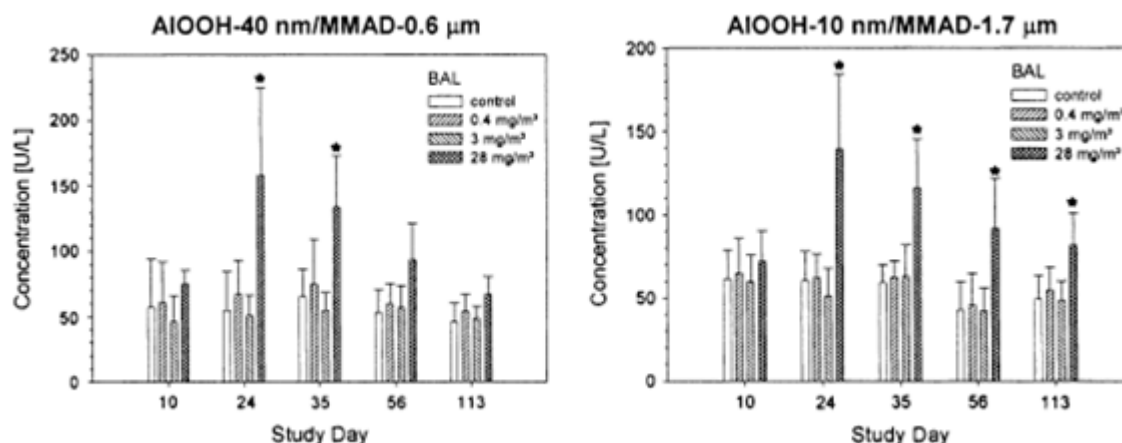 AlOOH-40 nm/MMAD-0.6 µm
Concentration [U/L]
250
200
150
100
50
0
BAL
control
0.4 mg/m³
3 mg/m³
28 mg/m³
10 24 35 56 113
Study Day
AlOOH-10 nm/MMAD-1.7 µm
Concentration [U/L]
200
150
100
50
0
BAL
control
0.4 mg/m³
3 mg/m³
28 mg/m³
10 24 35 56 113
Study Day